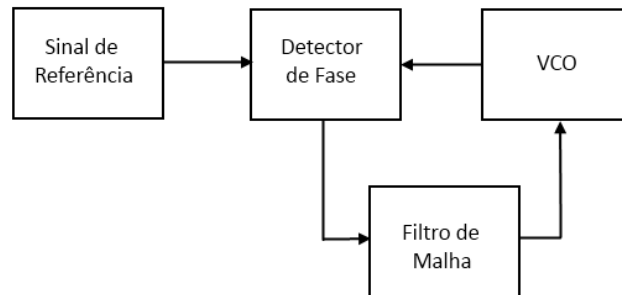 Sinal de
Referência
Detector
de Fase
VCO
Filtro de
Malha